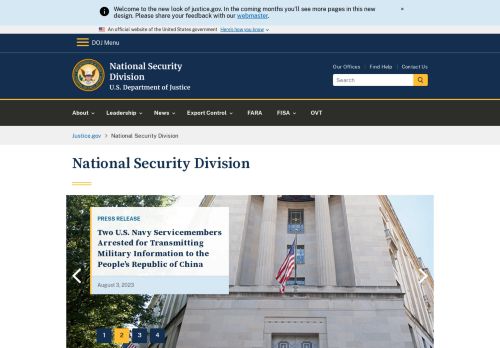 Welcome to the new look of justice.gov. In the coming months you'll see more pages in this new
design. Please share your feedback with our webmaster.
×
An official website of the United States government Here's how you know
DOJ Menu
National Security
Division
U.S. Department of Justice
Our Offices | Find Help | Contact Us
Search
About Leadership News Export Control FARA FISA OVT
Justice.gov > National Security Division
National Security Division
PRESS RELEASE
Two U.S. Navy Servicemembers
Arrested for Transmitting
Military Information to the
People's Republic of China
August 3, 2023
1 2 3 4